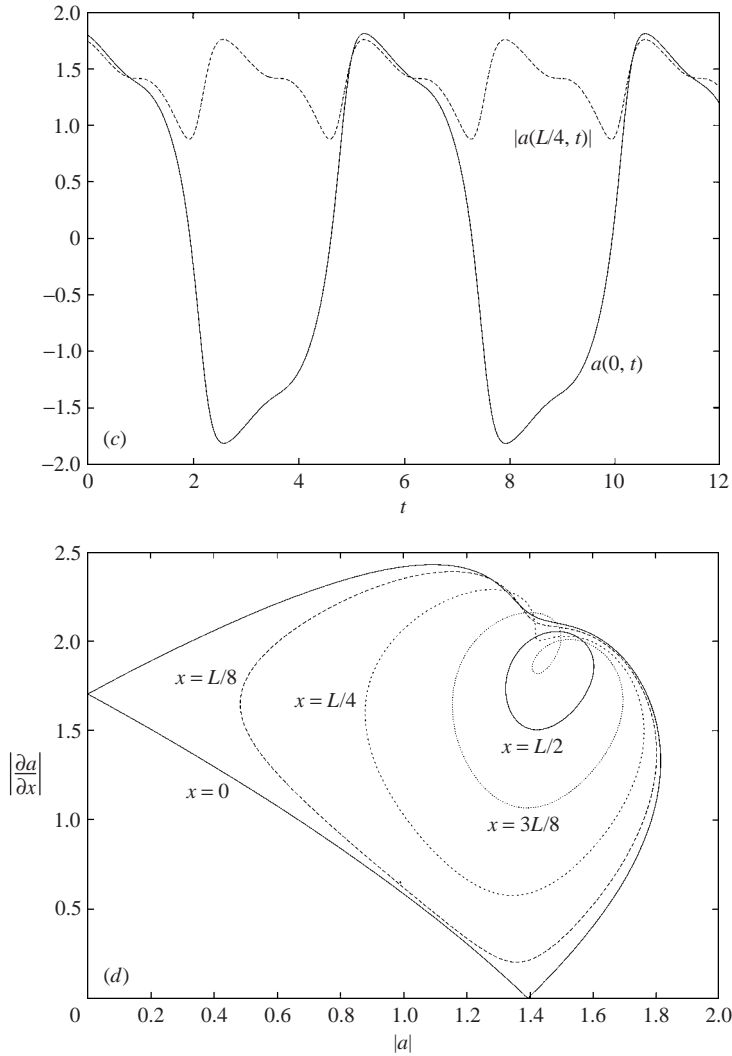 2.0
1.5
1.0
0.5
0
−0.5
−1.0
−1.5
−2.0
|a(L/4, t)|
a(0, t)
(c)
0 2 4 6 8 10 12
t
2.5
2.0
1.5
1.0
0.5
|∂a/∂x|
x = L/8
x = L/4
x = 0
x = L/2
x = 3L/8
(d)
0 0.2 0.4 0.6 0.8 1.0 1.2 1.4 1.6 1.8 2.0
|a|